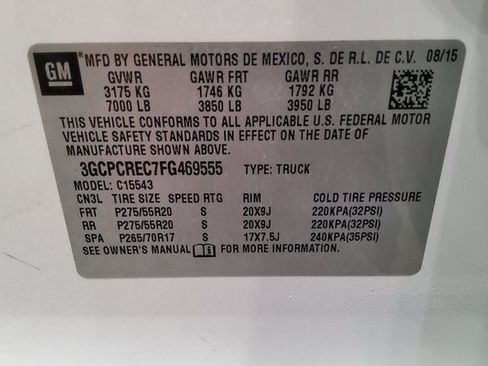 GM
MFD BY GENERAL MOTORS DE MEXICO, S. DE R.L. DE C.V. 08/15
GVWR GAWR FRT GAWR RR
3175 KG 1746 KG 1792 KG
7000 LB 3850 LB 3950 LB
THIS VEHICLE CONFORMS TO ALL APPLICABLE U.S. FEDERAL MOTOR
VEHICLE SAFETY STANDARDS IN EFFECT ON THE DATE OF
MANUFACTURE SHOWN ABOVE.
3GCPCREC7FG469555 TYPE: TRUCK
MODEL: C15543
CN3L TIRE SIZE SPEED RTG RIM COLD TIRE PRESSURE
FRT P275/55R20 S 20X9J 220KPA(32PSI)
RR P275/55R20 S 20X9J 220KPA(32PSI)
SPA P265/70R17 S 17X7.5J 240KPA(35PSI)
SEE OWNER'S MANUAL FOR MORE INFORMATION.